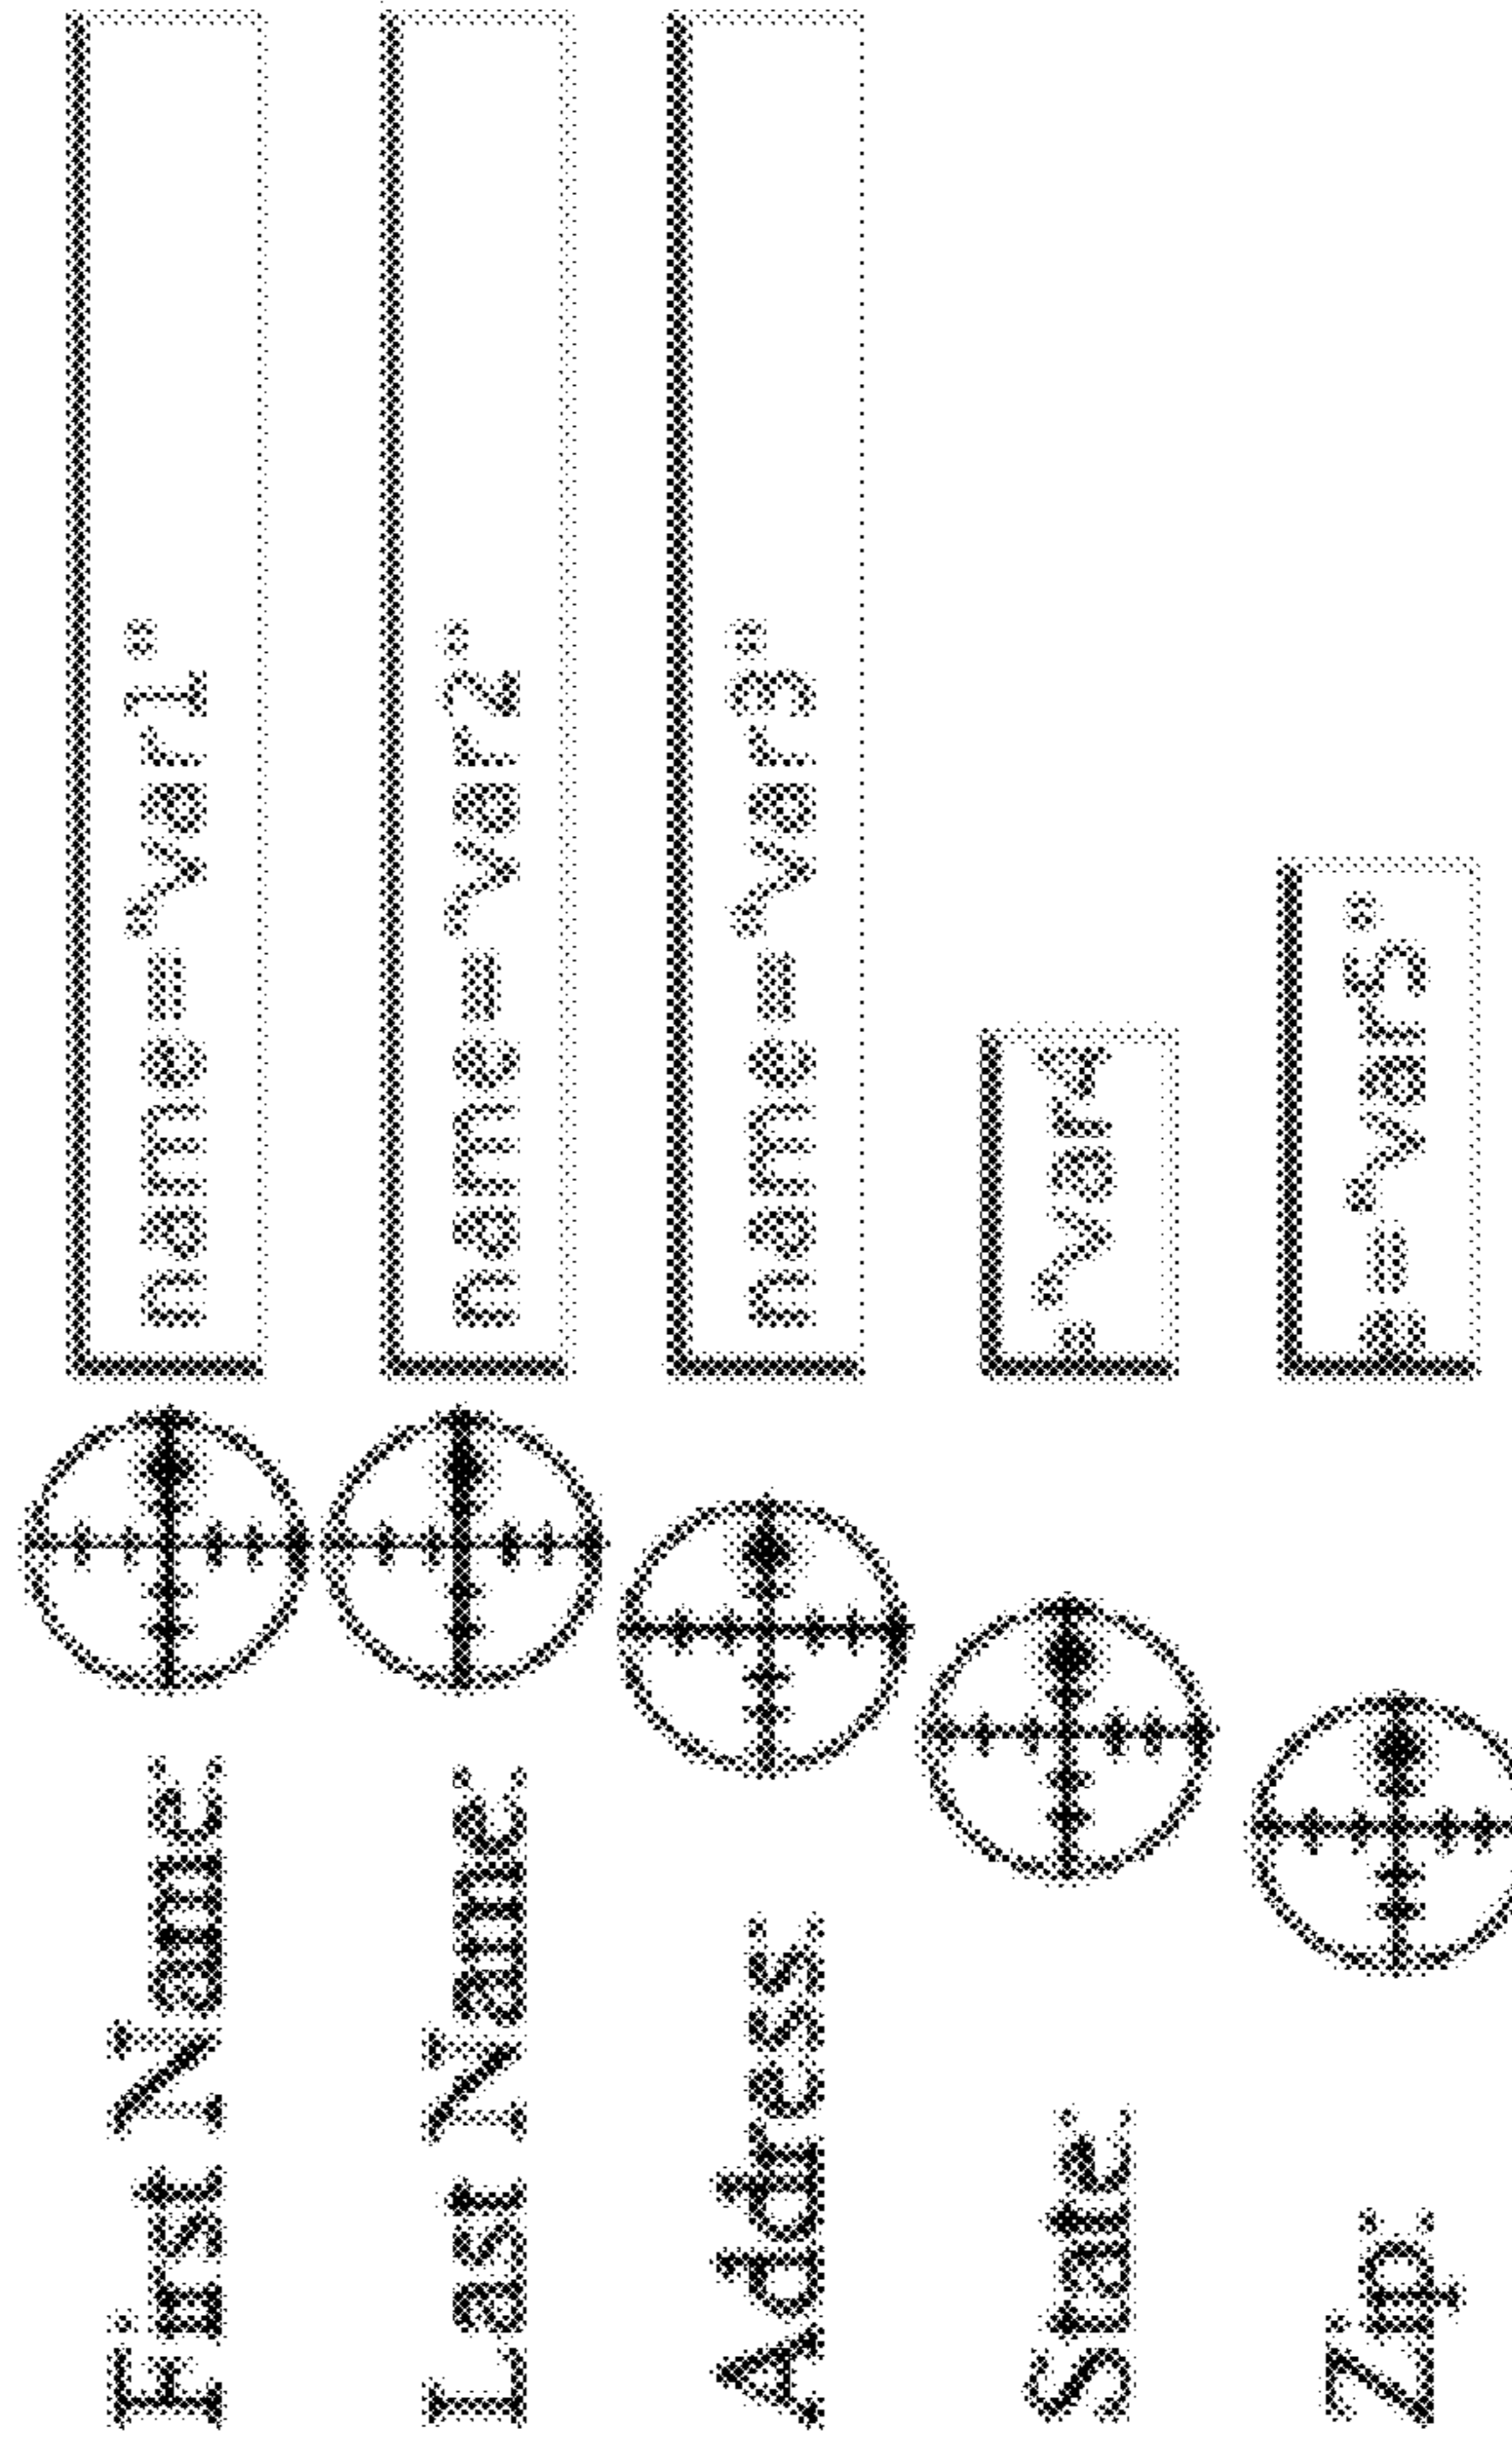 First Name: name="var1"
Last Name: name="var2"
Address: name="var3"
State: "var4
Zip: ="var5"